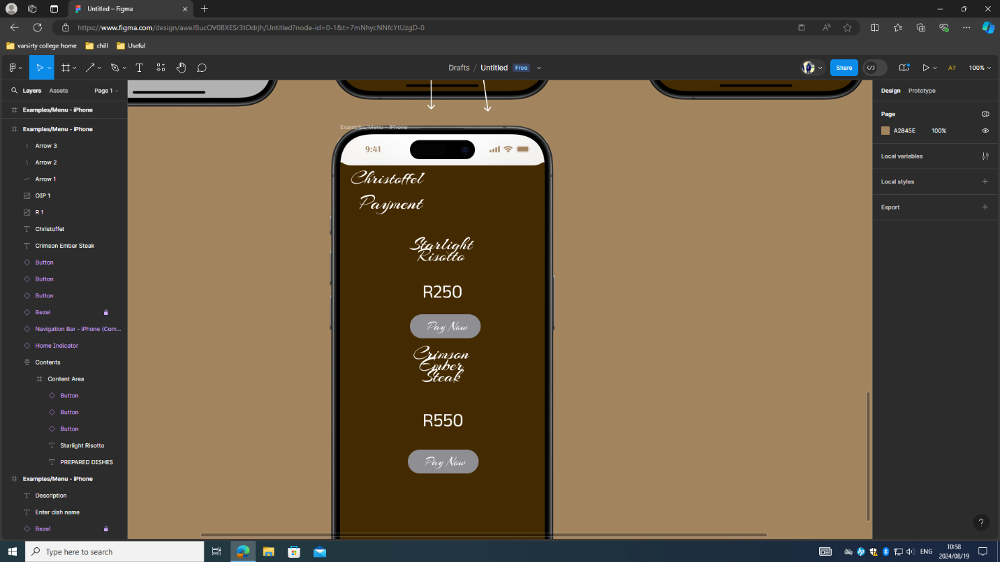 Untitled – Figma
https://www.figma.com/design/aweJ8ucOV0BXESr3tOdrjh/Untitled?node-id=0-1&t=7mNhycNNfcYtUzgD-0
varsirty college home
chill
Useful
Drafts / Untitled Free
Share
A?
100%
Layers
Assets
Page 1
Examples/Menu - iPhone
Examples/Menu - iPhone
Arrow 3
Arrow 2
Arrow 1
OIP 1
R 1
Christoffel
Crimson Ember Steak
Button
Button
Button
Bezel
Navigation Bar - iPhone (Com...
Home Indicator
Contents
Content Area
Button
Button
Button
Starlight Risotto
PREPARED DISHES
Examples/Menu - iPhone
Description
Enter dish name
Bezel
Examples/Menu - iPhone
9:41
Christoffel
Payment
Starlight
Risotto
R250
Pay Now
Crimson
Ember
Steak
R550
Pay Now
Design
Prototype
Page
A2845E
100%
Local variables
Local styles
Export
?
Type here to search
ENG
10:58
2024/08/19